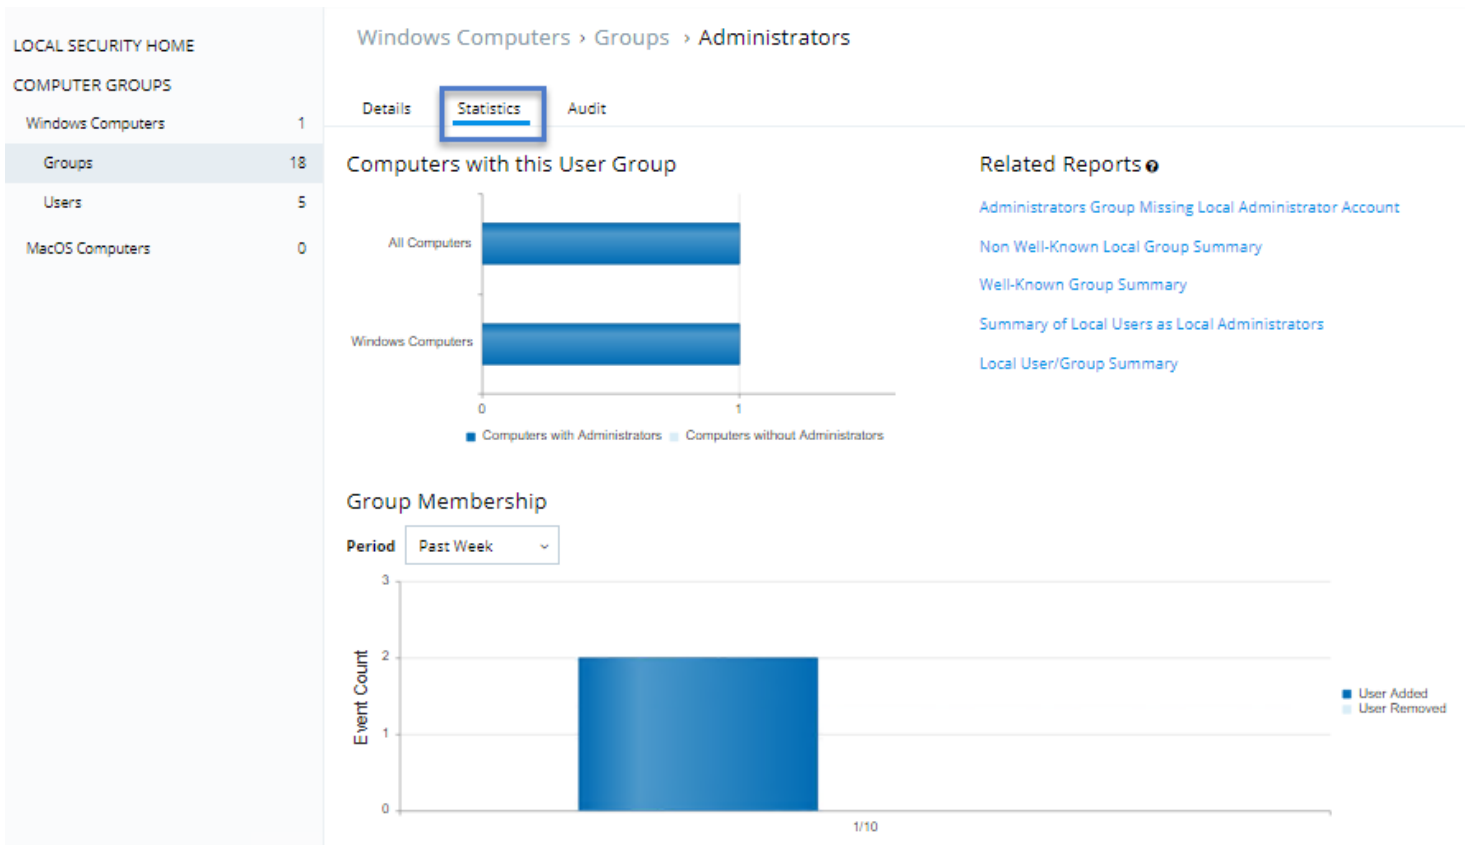 LOCAL SECURITY HOME
COMPUTER GROUPS
Windows Computers 1
Groups 18
Users 5
MacOS Computers 0
Windows Computers › Groups › Administrators
Details Statistics Audit
Computers with this User Group
All Computers
Windows Computers
0 1
Computers with Administrators Computers without Administrators
Related Reports ?
Administrators Group Missing Local Administrator Account
Non Well-Known Local Group Summary
Well-Known Group Summary
Summary of Local Users as Local Administrators
Local User/Group Summary
Group Membership
Period Past Week
Event Count
3
2
1
0
1/10
User Added
User Removed